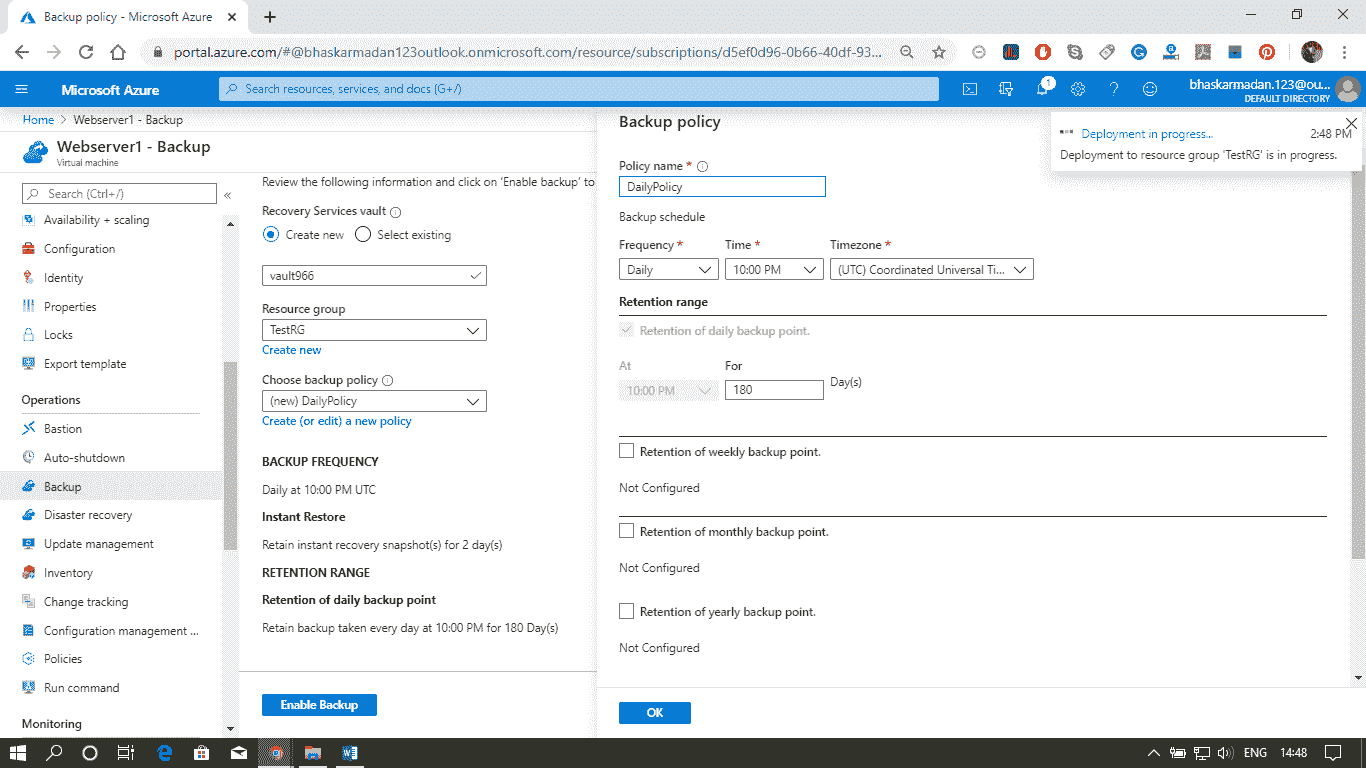 Backup policy - Microsoft Azure
portal.azure.com/#@bhaskarmadan123outlook.onmicrosoft.com/resource/subscriptions/d5ef0d96-0b66-40df-93...
Microsoft Azure
Search resources, services, and docs (G+/)
1
bhaskarmadan.123@ou...
DEFAULT DIRECTORY
Home > Webserver1 - Backup
Webserver1 - Backup
Virtual machine
Search (Ctrl+/)
«
Availability + scaling
Configuration
Identity
Properties
Locks
Export template
Operations
Bastion
Auto-shutdown
Backup
Disaster recovery
Update management
Inventory
Change tracking
Configuration management ...
Policies
Run command
Monitoring
Review the following information and click on 'Enable backup' to
Recovery Services vault
Create new Select existing
vault966
Resource group
TestRG
Create new
Choose backup policy
(new) DailyPolicy
Create (or edit) a new policy
BACKUP FREQUENCY
Daily at 10:00 PM UTC
Instant Restore
Retain instant recovery snapshot(s) for 2 day(s)
RETENTION RANGE
Retention of daily backup point
Retain backup taken every day at 10:00 PM for 180 Day(s)
Enable Backup
Backup policy
Policy name *
DailyPolicy
Backup schedule
Frequency * Time * Timezone *
Daily 10:00 PM (UTC) Coordinated Universal Ti...
Retention range
Retention of daily backup point.
At For
10:00 PM 180 Day(s)
Retention of weekly backup point.
Not Configured
Retention of monthly backup point.
Not Configured
Retention of yearly backup point.
Not Configured
OK
Deployment in progress... 2:48 PM
Deployment to resource group 'TestRG' is in progress.
ENG 14:48